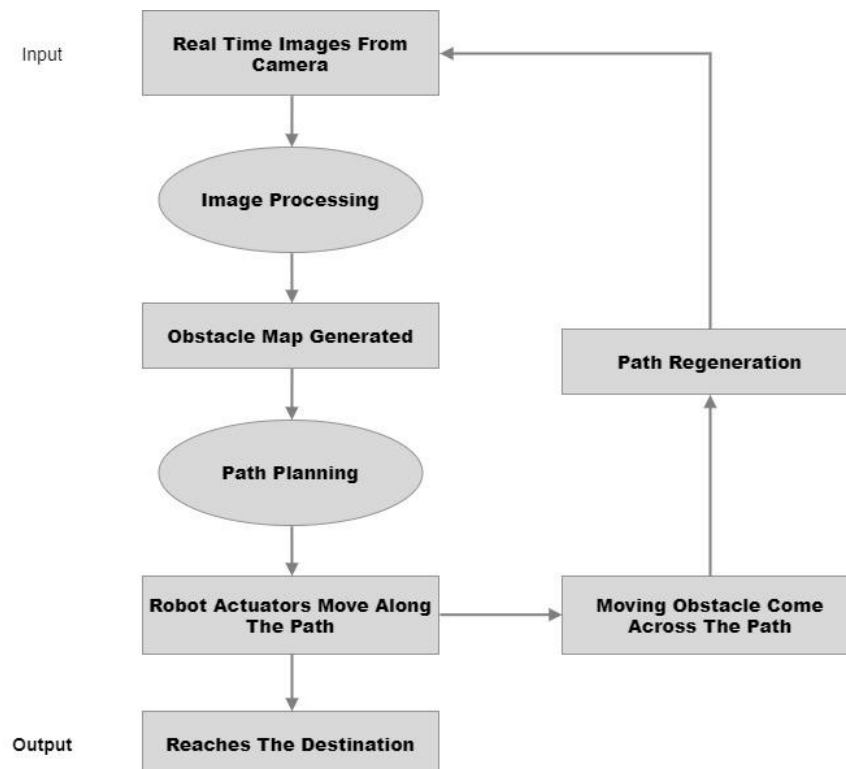 Input
Real Time Images From
Camera
Image Processing
Obstacle Map Generated
Path Regeneration
Path Planning
Robot Actuators Move Along
The Path
Moving Obstacle Come
Across The Path
Output
Reaches The Destination